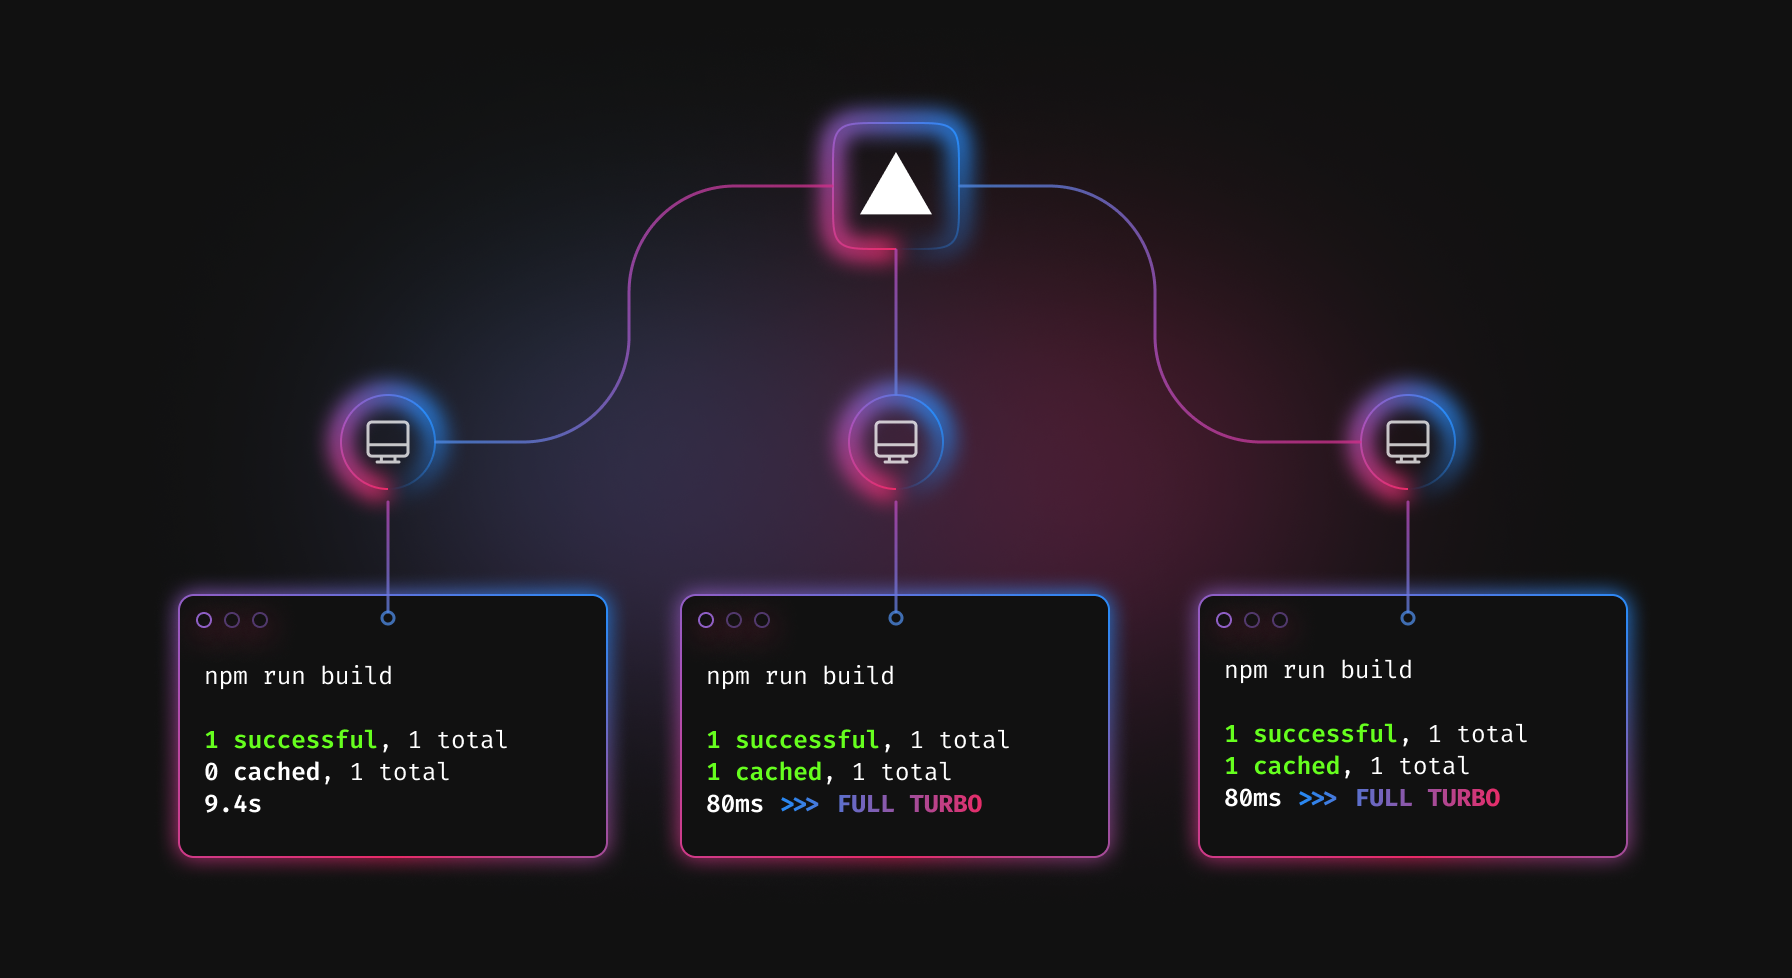 npm run build
1 successful, 1 total
0 cached, 1 total
9.4s
npm run build
1 successful, 1 total
1 cached, 1 total
80ms >>> FULL TURBO
npm run build
1 successful, 1 total
1 cached, 1 total
80ms >>> FULL TURBO